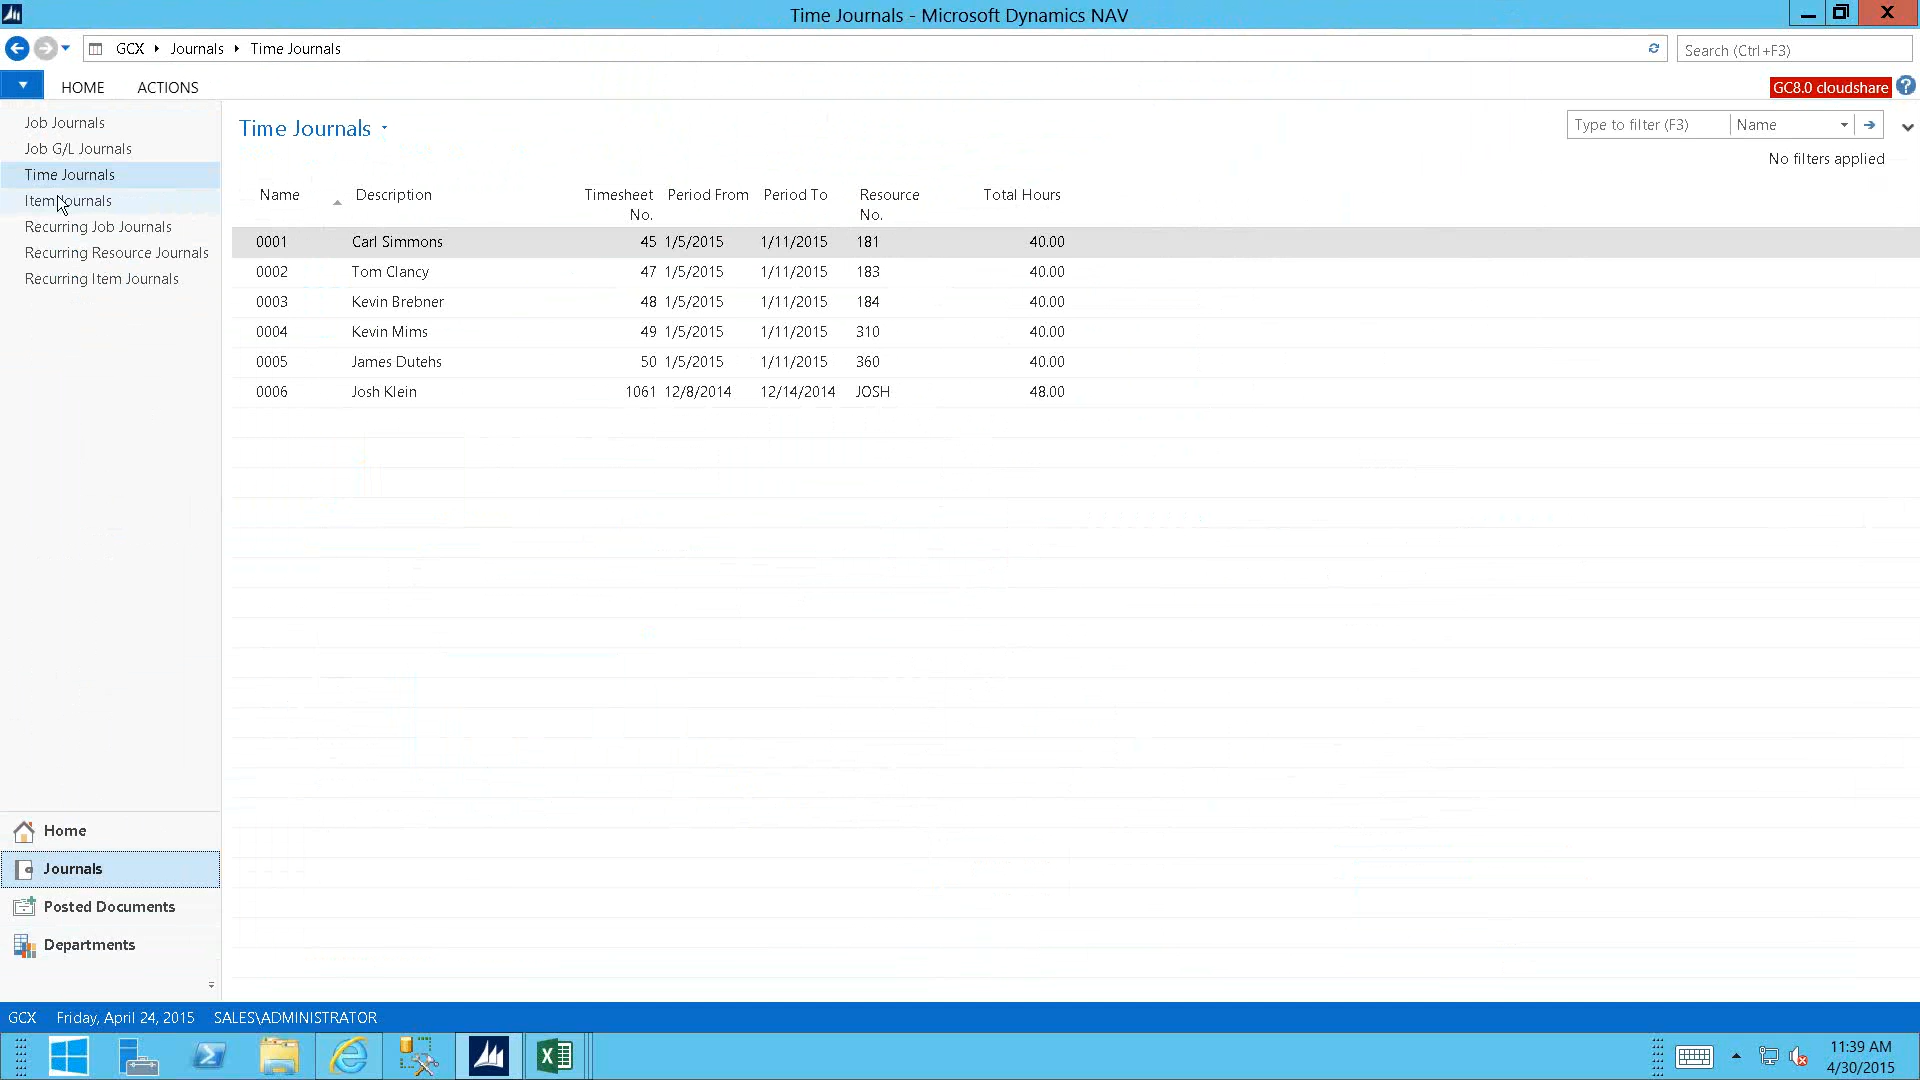 Time Journals - Microsoft Dynamics NAV
GCX Journals Time Journals
Search (Ctrl+F3)
HOME ACTIONS
GC8.0 cloudshare
Job Journals
Job G/L Journals
Time Journals
Item Journals
Recurring Job Journals
Recurring Resource Journals
Recurring Item Journals
Time Journals
Type to filter (F3) Name
No filters applied
Name Description Timesheet No. Period From Period To Resource No. Total Hours
0001 Carl Simmons 45 1/5/2015 1/11/2015 181 40.00
0002 Tom Clancy 47 1/5/2015 1/11/2015 183 40.00
0003 Kevin Brebner 48 1/5/2015 1/11/2015 184 40.00
0004 Kevin Mims 49 1/5/2015 1/11/2015 310 40.00
0005 James Dutehs 50 1/5/2015 1/11/2015 360 40.00
0006 Josh Klein 1061 12/8/2014 12/14/2014 JOSH 48.00
Home
Journals
Posted Documents
Departments
GCX Friday, April 24, 2015 SALES\ADMINISTRATOR
11:39 AM
4/30/2015